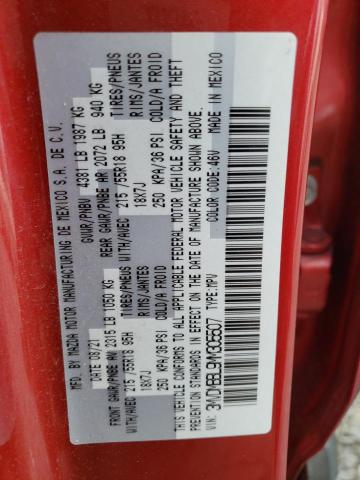 MFD. BY: MAZDA MOTOR MANUFACTURING DE MEXICO S.A. DE C.V.
DATE: 08/21 GVWR/PNBV 4381 LB 1987 KG
FRONT GAWR/PNBE AV 2315 LB 1050 KG REAR GAWR/PNBE AR 2072 LB 940 KG
WITH/AVEC 215 /55R18 95H TIRES/PNEUS WITH/AVEC 215 /55R18 95H TIRES/PNEUS
18X7J RIMS/JANTES 18X7J RIMS/JANTES
250 KPA/36 PSI COLD/A FROID 250 KPA/36 PSI COLD/A FROID
THIS VEHICLE CONFORMS TO ALL APPLICABLE FEDERAL MOTOR VEHICLE SAFETY AND THEFT
PREVENTION STANDARDS IN EFFECT ON THE DATE OF MANUFACTURE SHOWN ABOVE.
VIN: TYPE:MPV COLOR:46V MADE IN MEXICO